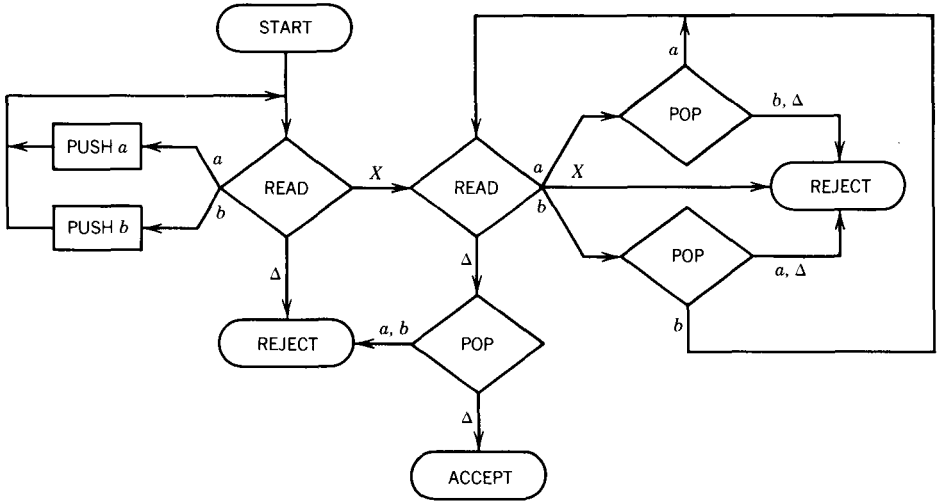 START
a
POP
b, Δ
PUSH a
a
READ
X
READ
a
X
REJECT
b
b
PUSH b
POP
a, Δ
Δ
Δ
b
REJECT
a, b
POP
Δ
ACCEPT